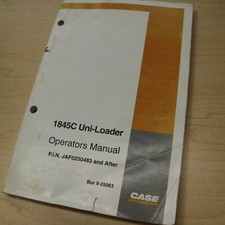 1845C Uni-Loader
Operators Manual
P.I.N. JAF0250483 and After
Bur 9-25063
CASE